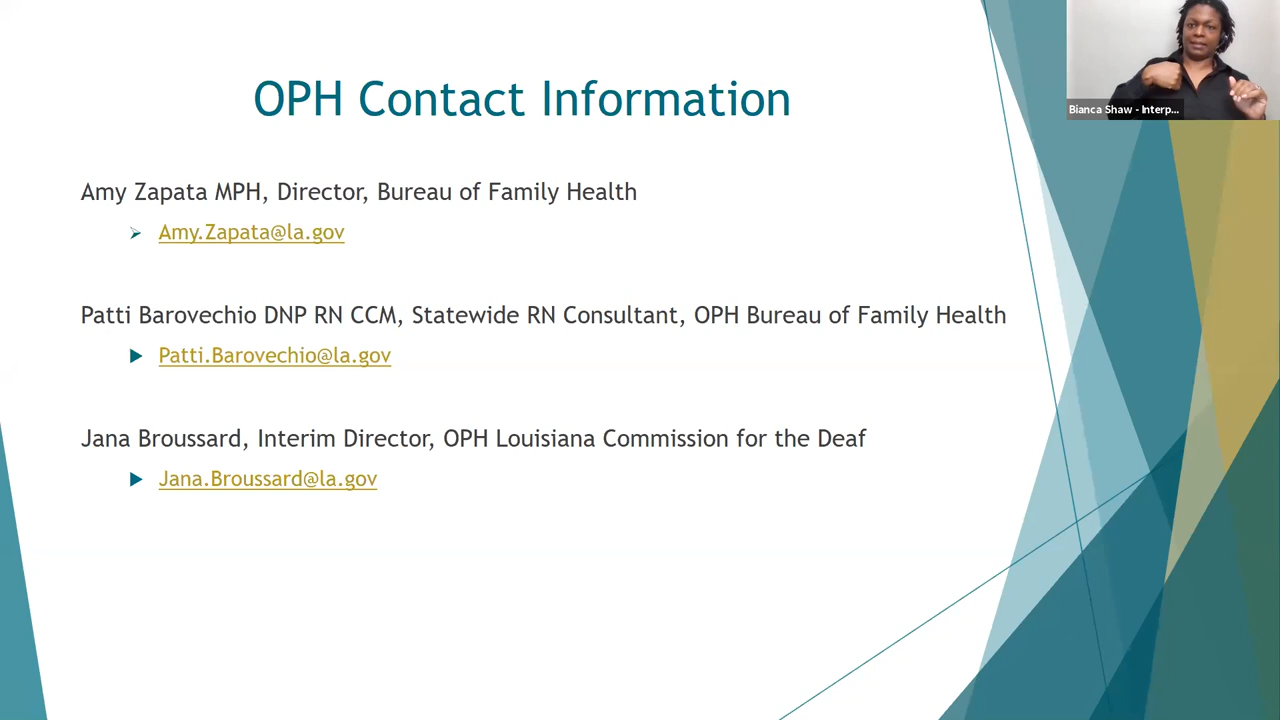 OPH Contact Information
Bianca Shaw - Interp...
Amy Zapata MPH, Director, Bureau of Family Health
Amy.Zapata@la.gov
Patti Barovechio DNP RN CCM, Statewide RN Consultant, OPH Bureau of Family Health
Patti.Barovechio@la.gov
Jana Broussard, Interim Director, OPH Louisiana Commission for the Deaf
Jana.Broussard@la.gov